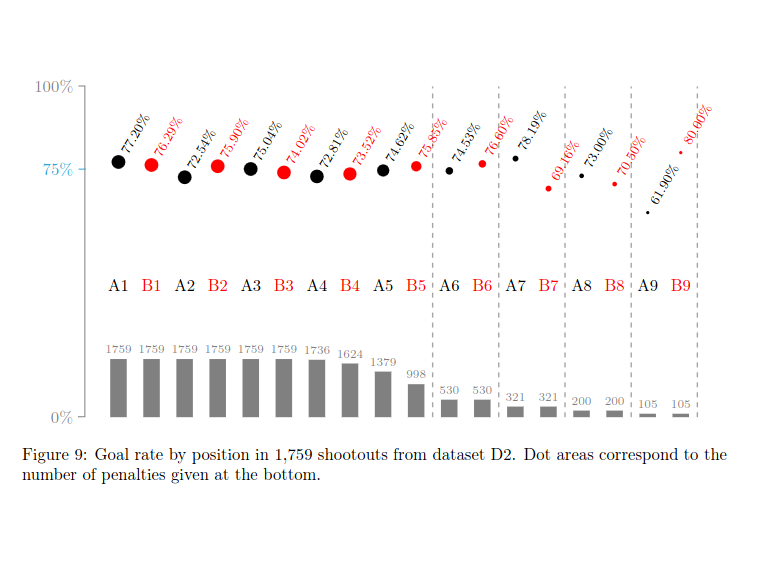 100%
77.20% 76.29% 72.54% 75.90% 75.04% 74.02% 72.81% 73.52% 74.62% 75.85% 74.53% 76.60% 78.19% 69.16% 73.00% 70.50% 61.90% 80.00%
75%
A1 B1 A2 B2 A3 B3 A4 B4 A5 B5 A6 B6 A7 B7 A8 B8 A9 B9
1759 1759 1759 1759 1759 1759 1736 1624 1379 998 530 530 321 321 200 200 105 105
0%
Figure 9: Goal rate by position in 1,759 shootouts from dataset D2. Dot areas correspond to the
number of penalties given at the bottom.